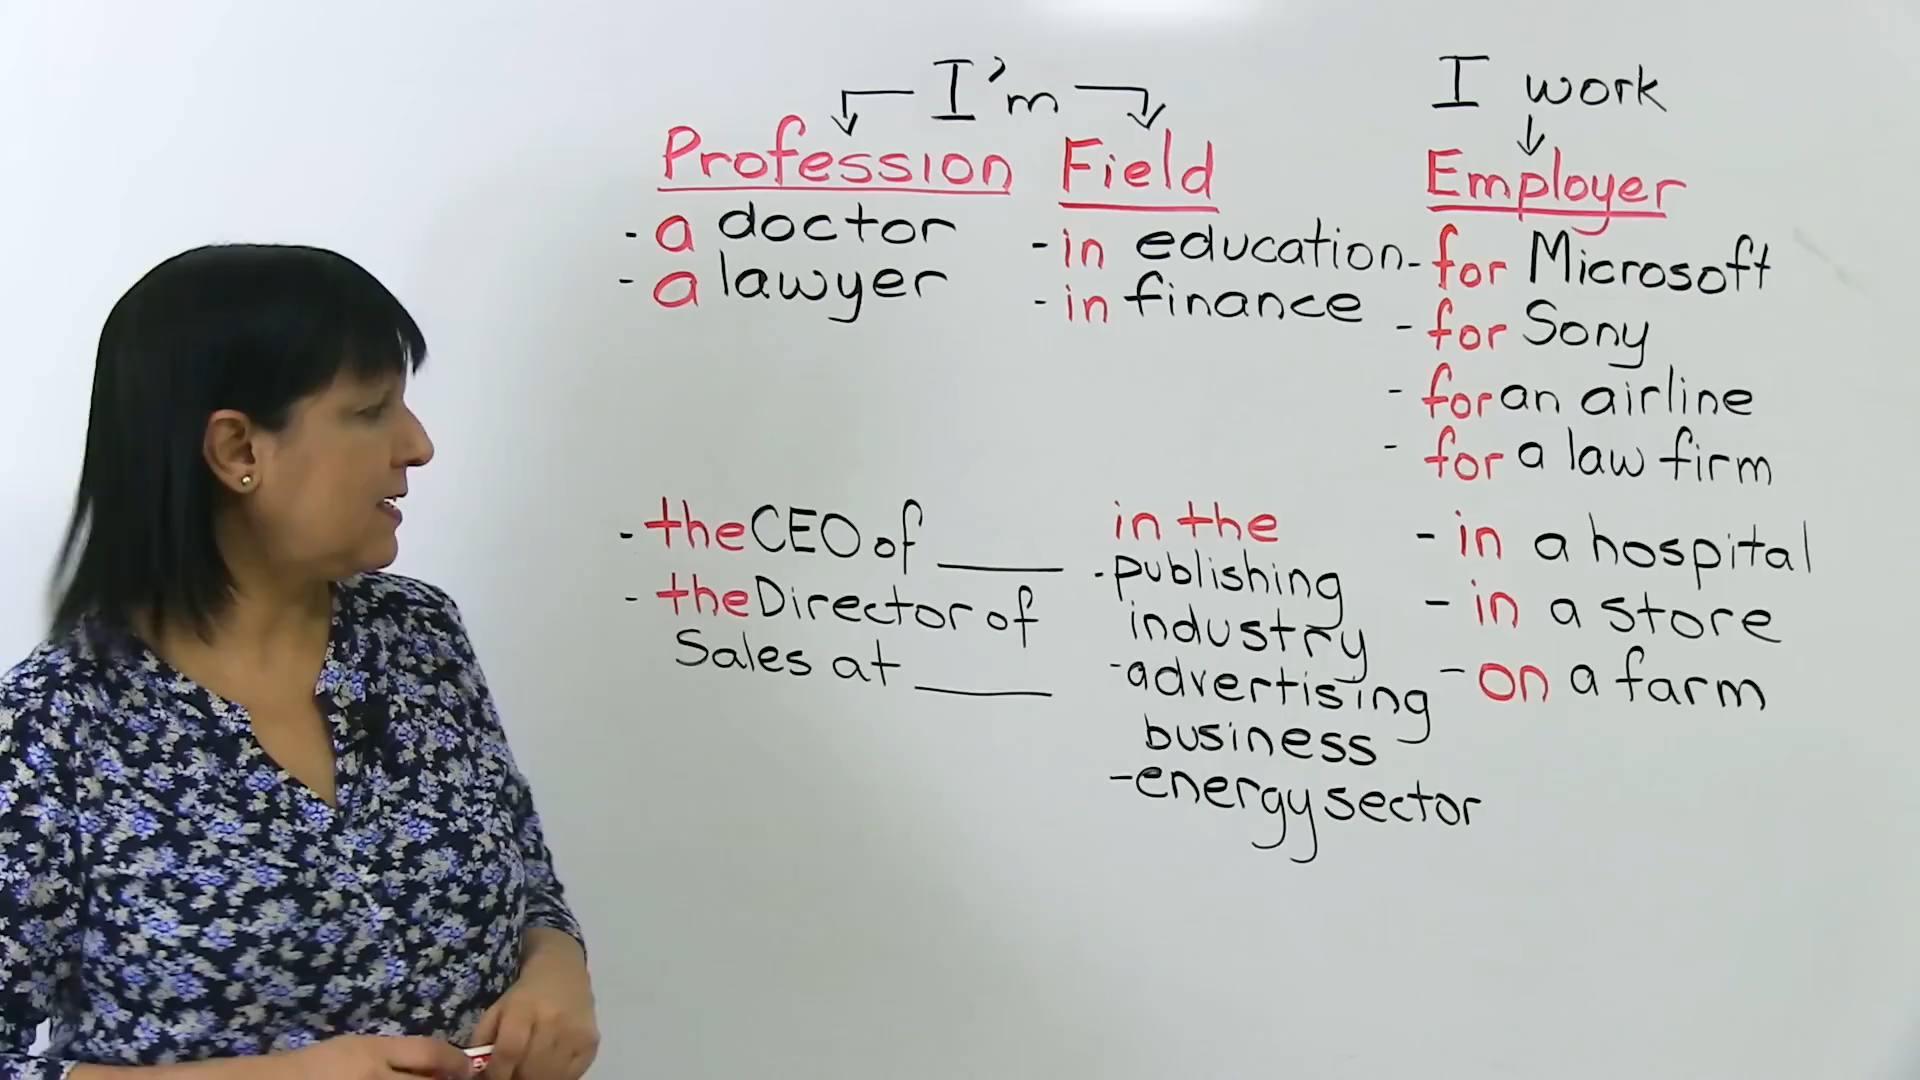 I'm
Profession
- a doctor
- a lawyer
- the CEO of ____
- the Director of
Sales at ____
Field
- in education
- in finance
in the
- publishing
industry
- advertising
business
- energy sector
I work
Employer
- for Microsoft
- for Sony
- for an airline
- for a law firm
- in a hospital
- in a store
- on a farm